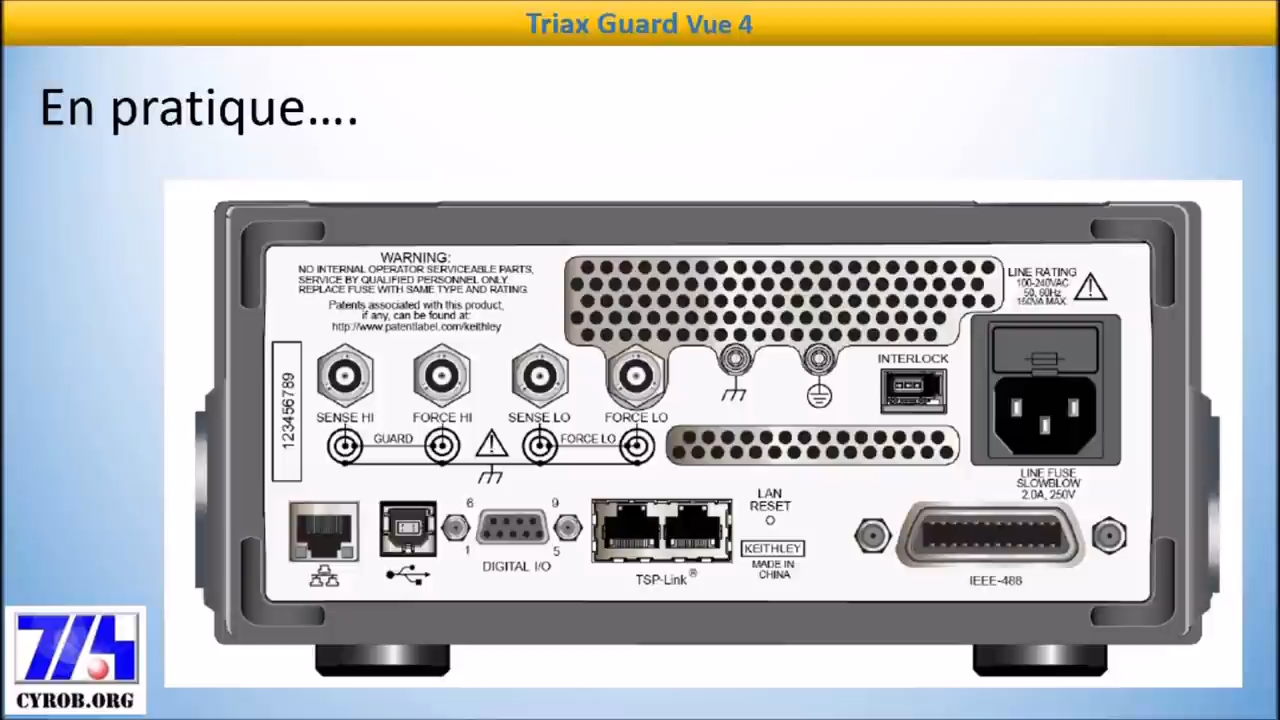 Triax Guard Vue 4
En pratique....
WARNING:
NO INTERNAL OPERATOR SERVICEABLE PARTS,
SERVICE BY QUALIFIED PERSONNEL ONLY.
REPLACE FUSE WITH SAME TYPE AND RATING.
Patents associated with this product,
if any, can be found at:
http://www.patentlabel.com/keithley
LINE RATING
100-240VAC
50, 60Hz
150VA MAX.
INTERLOCK
123456789
SENSE HI
FORCE HI
SENSE LO
FORCE LO
GUARD
FORCE LO
LINE FUSE
SLOWBLOW
2.0A, 250V
6
9
1
5
DIGITAL I/O
TSP-Link®
LAN
RESET
KEITHLEY
MADE IN
CHINA
IEEE-488
CYROB.ORG